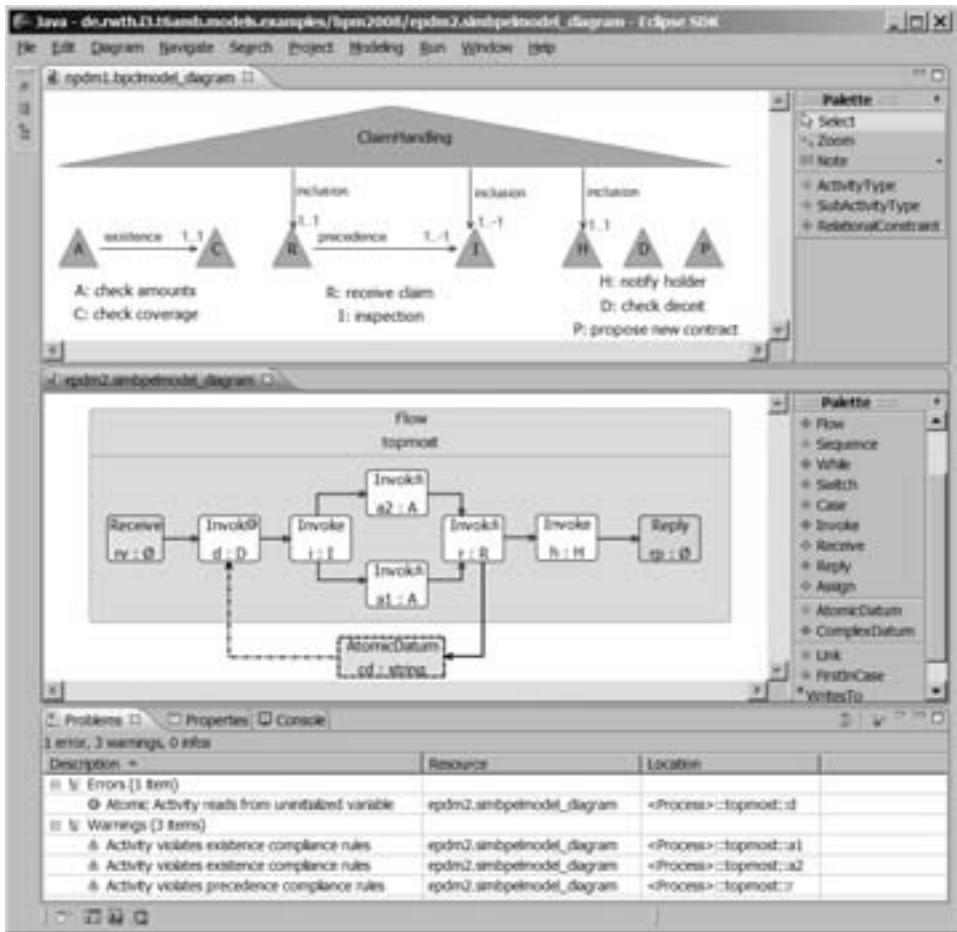 Java - de.rwth.i3.ttiamb.models.examples/bpm2008/epdm2.simbpelmodel_diagram - Eclipse SDK
File Edit Diagram Navigate Search Project Modeling Run Window Help
npdm1.bpclmodel_diagram
ClaimHandling
inclusion inclusion inclusion
1..1 1..-1 1..1
A existence 1..1 C R precedence 1..-1 I H D P
A: check amounts
C: check coverage
R: receive claim
I: inspection
H: notify holder
D: check deceit
P: propose new contract
Palette
Select
Zoom
Note
ActivityType
SubActivityType
RelationalConstraint
epdm2.simbpelmodel_diagram
Flow
topmost
Receive
rv : Ø
Invoke
d : D
Invoke
i : I
Invoke
a2 : A
Invoke
a1 : A
Invoke
r : R
Invoke
h : H
Reply
rp : Ø
AtomicDatum
cd : string
Palette
Flow
Sequence
While
Switch
Case
Invoke
Receive
Reply
Assign
AtomicDatum
ComplexDatum
Link
FirstInCase
WritesTo
Problems Properties Console
1 error, 3 warnings, 0 infos
Description Resource Location
Errors (1 item)
Atomic Activity reads from uninitialized variable epdm2.simbpelmodel_diagram <Process>::topmost::d
Warnings (3 items)
Activity violates existence compliance rules epdm2.simbpelmodel_diagram <Process>::topmost::a1
Activity violates existence compliance rules epdm2.simbpelmodel_diagram <Process>::topmost::a2
Activity violates precedence compliance rules epdm2.simbpelmodel_diagram <Process>::topmost::r